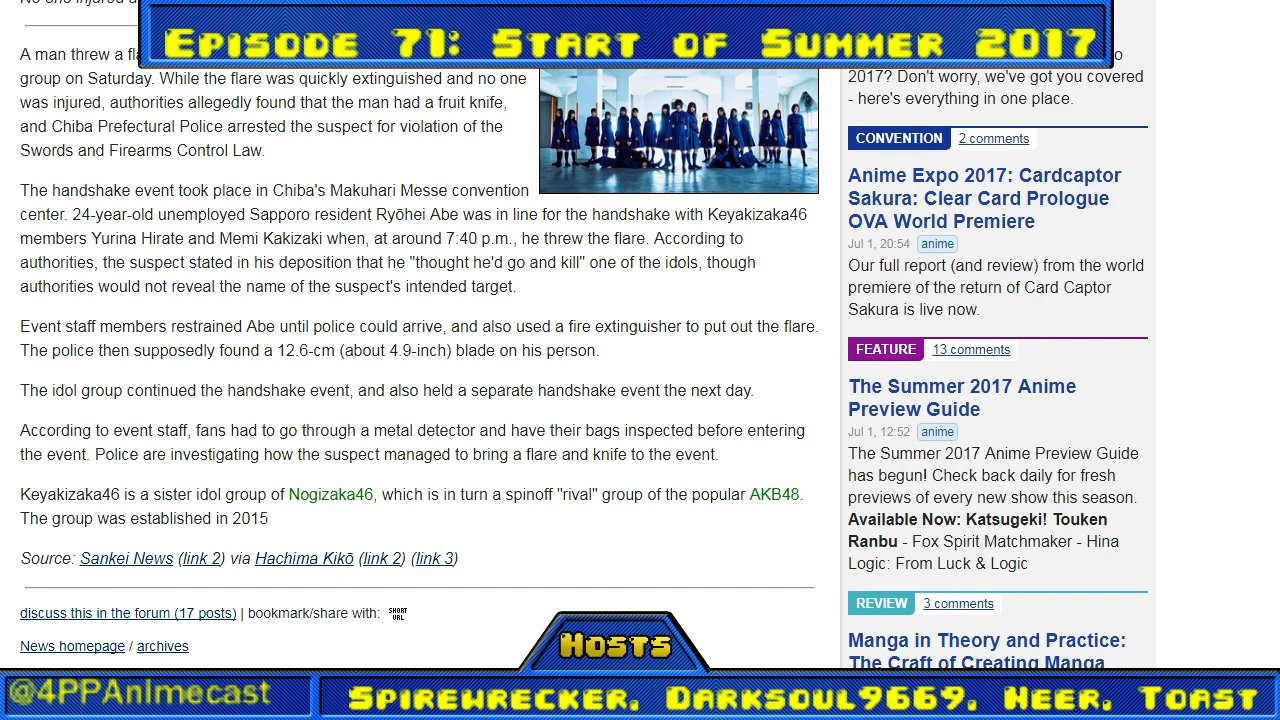 Episode 71: Start of Summer 2017
A man threw a fla
group on Saturday. While the flare was quickly extinguished and no one
was injured, authorities allegedly found that the man had a fruit knife,
and Chiba Prefectural Police arrested the suspect for violation of the
Swords and Firearms Control Law.
The handshake event took place in Chiba's Makuhari Messe convention
center. 24-year-old unemployed Sapporo resident Ryōhei Abe was in line for the handshake with Keyakizaka46
members Yurina Hirate and Memi Kakizaki when, at around 7:40 p.m., he threw the flare. According to
authorities, the suspect stated in his deposition that he "thought he'd go and kill" one of the idols, though
authorities would not reveal the name of the suspect's intended target.
Event staff members restrained Abe until police could arrive, and also used a fire extinguisher to put out the flare.
The police then supposedly found a 12.6-cm (about 4.9-inch) blade on his person.
The idol group continued the handshake event, and also held a separate handshake event the next day.
According to event staff, fans had to go through a metal detector and have their bags inspected before entering
the event. Police are investigating how the suspect managed to bring a flare and knife to the event.
Keyakizaka46 is a sister idol group of Nogizaka46, which is in turn a spinoff "rival" group of the popular AKB48.
The group was established in 2015
Source: Sankei News (link 2) via Hachima Kikō (link 2) (link 3)
discuss this in the forum (17 posts) | bookmark/share with: SHORT URL
News homepage / archives
2017? Don't worry, we've got you covered
- here's everything in one place.
CONVENTION 2 comments
Anime Expo 2017: Cardcaptor
Sakura: Clear Card Prologue
OVA World Premiere
Jul 1, 20:54 anime
Our full report (and review) from the world
premiere of the return of Card Captor
Sakura is live now.
FEATURE 13 comments
The Summer 2017 Anime
Preview Guide
Jul 1, 12:52 anime
The Summer 2017 Anime Preview Guide
has begun! Check back daily for fresh
previews of every new show this season.
Available Now: Katsugeki! Touken
Ranbu - Fox Spirit Matchmaker - Hina
Logic: From Luck & Logic
REVIEW 3 comments
Manga in Theory and Practice:
The Craft of Creating Manga
Hosts
@4PPAnimecast
Spirewrecker, Darksoul9669, Neer, Toast